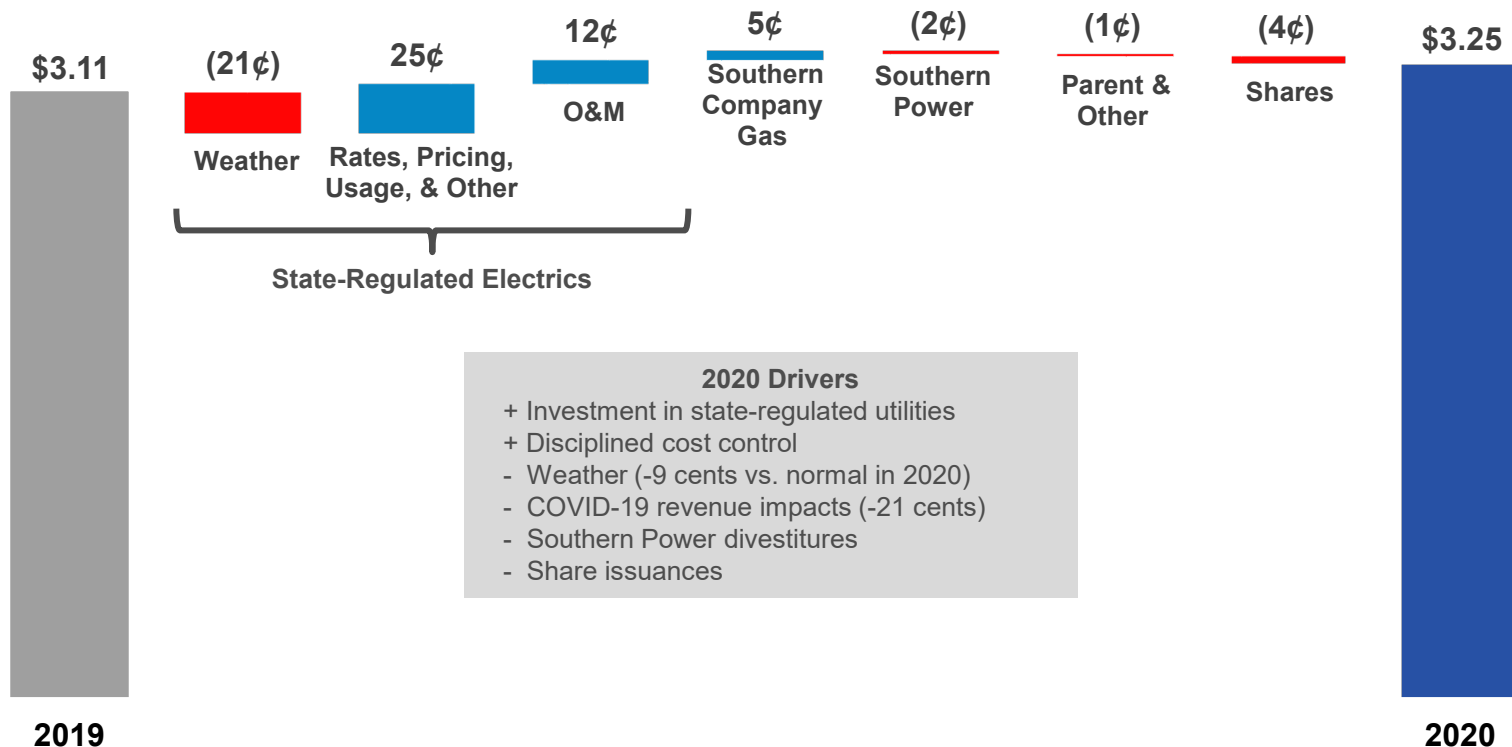 $3.11
(21¢)
Weather
25¢
Rates, Pricing,
Usage, & Other
12¢
O&M
State-Regulated Electrics
5¢
Southern
Company
Gas
(2¢)
Southern
Power
(1¢)
Parent &
Other
(4¢)
Shares
$3.25
2020 Drivers
+ Investment in state-regulated utilities
+ Disciplined cost control
- Weather (-9 cents vs. normal in 2020)
- COVID-19 revenue impacts (-21 cents)
- Southern Power divestitures
- Share issuances
2019
2020